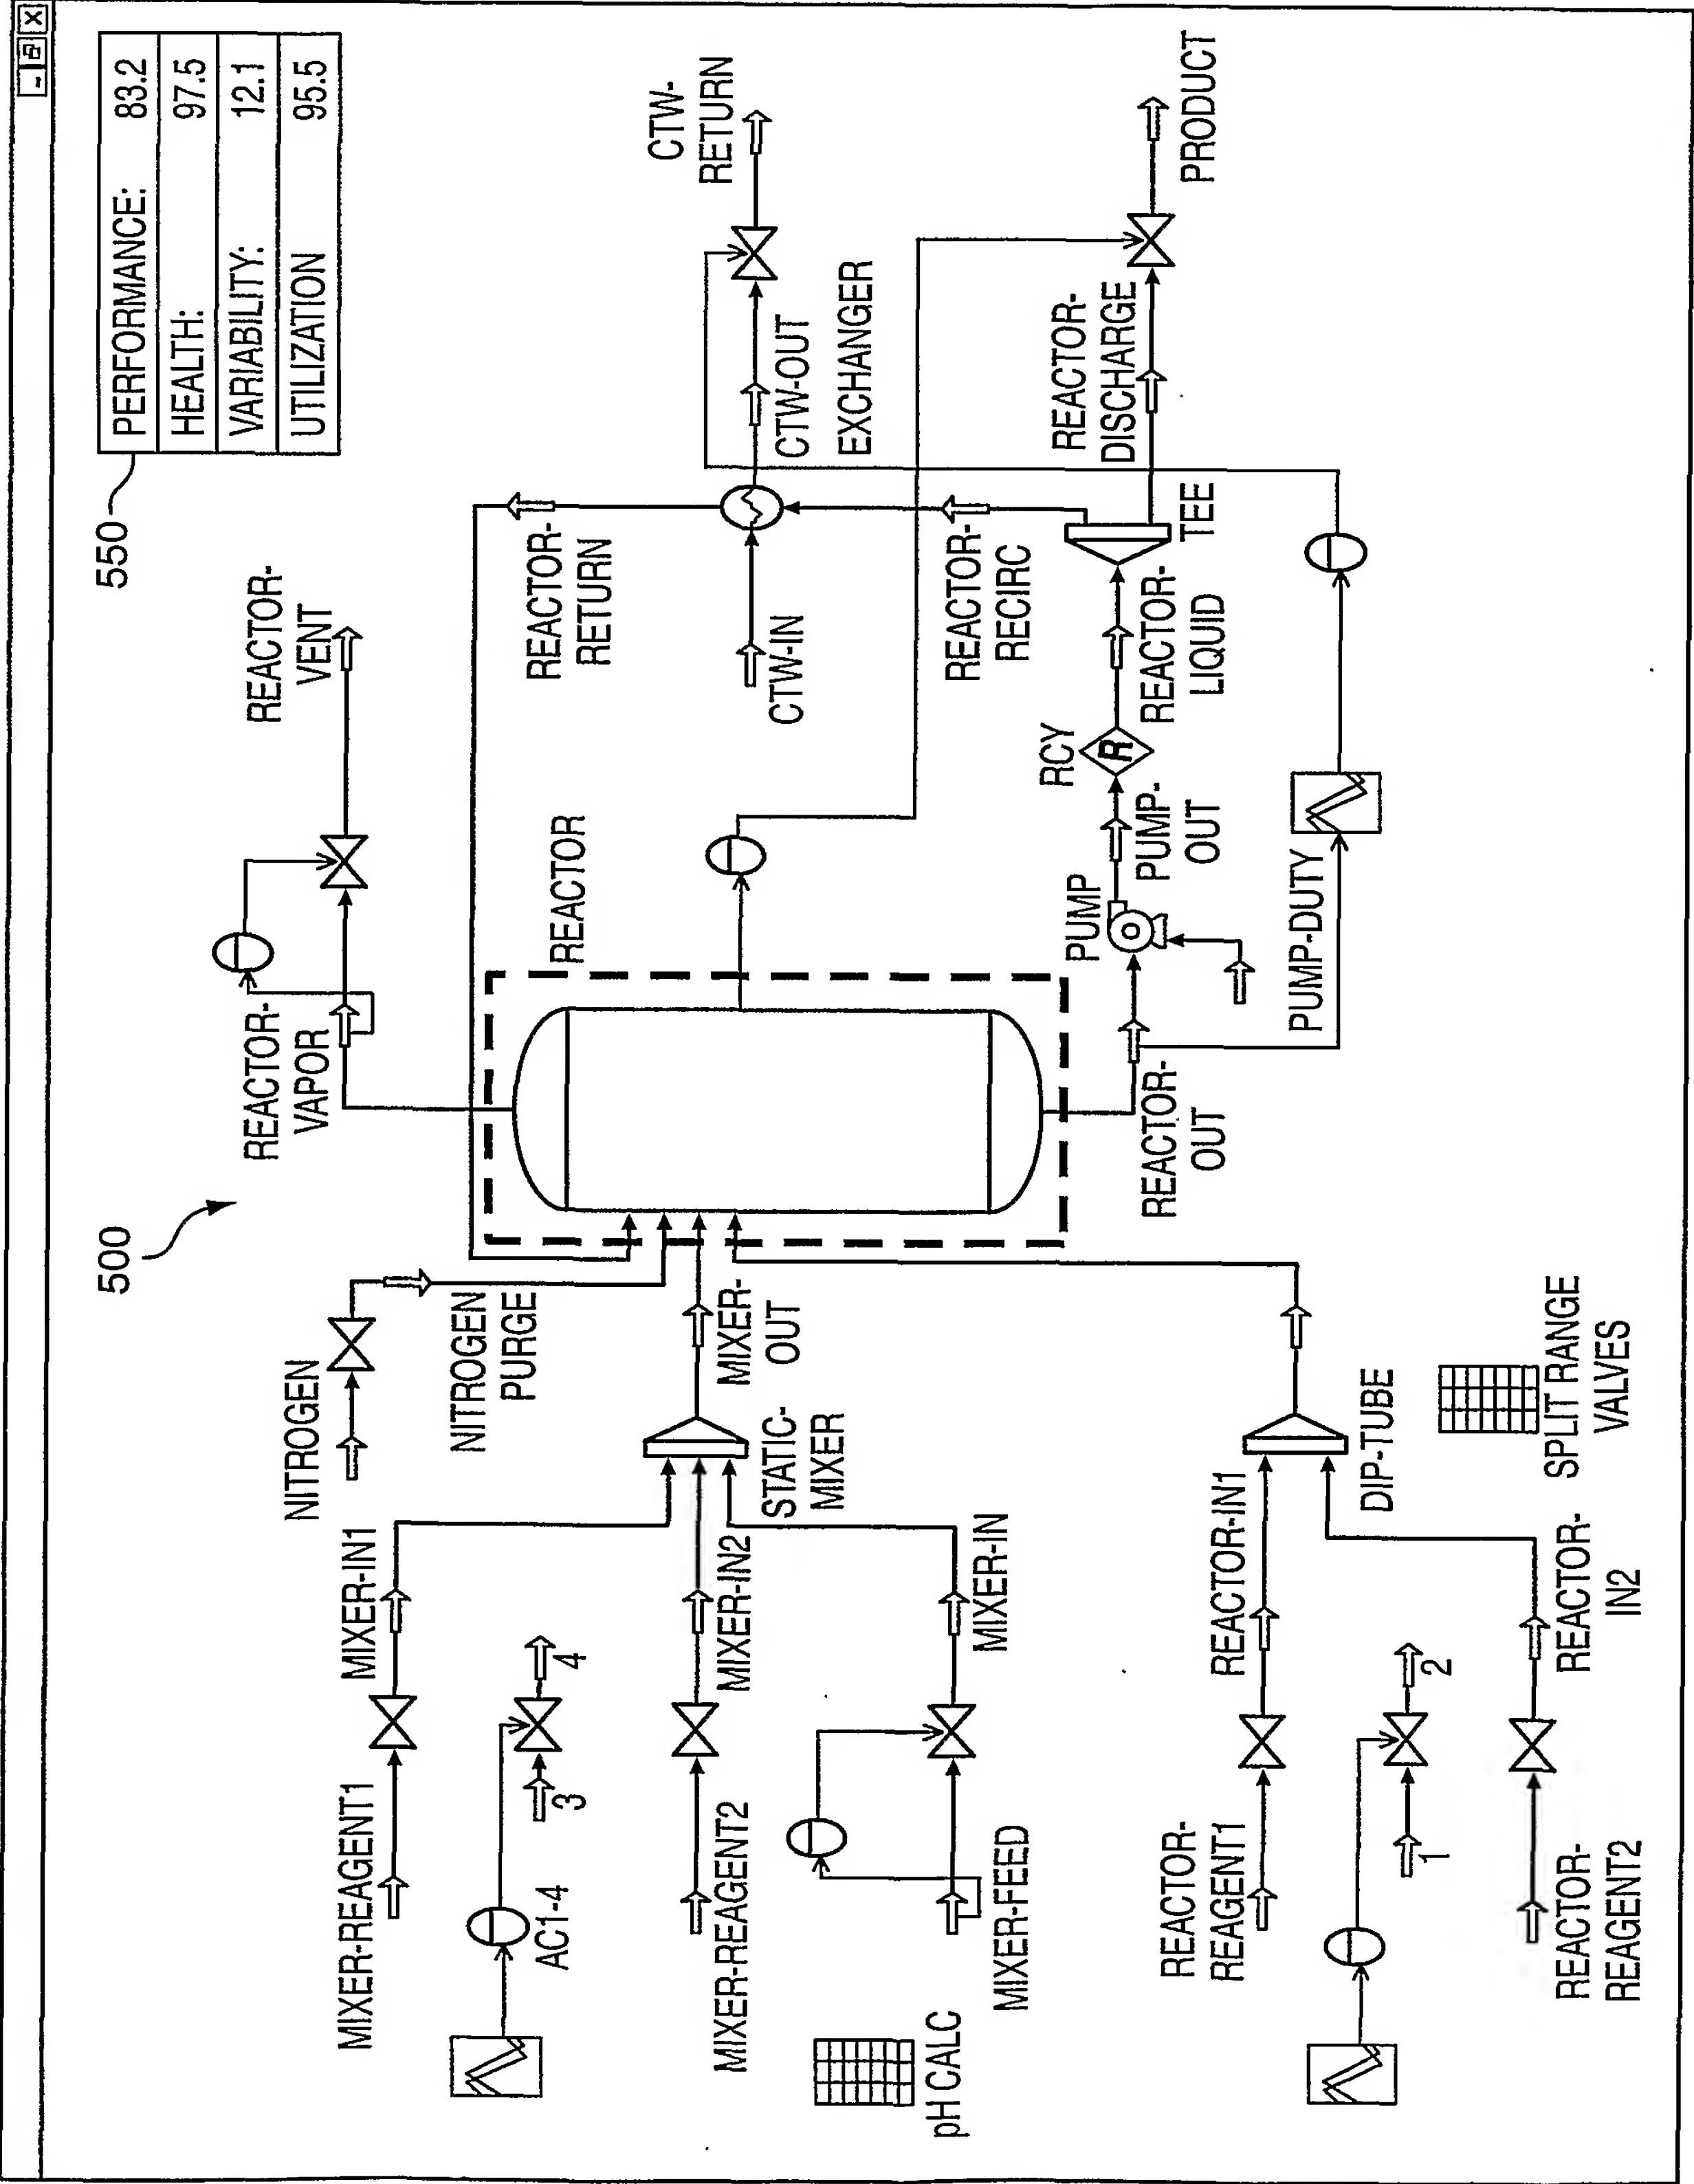 500
550
PERFORMANCE: 83.2
HEALTH: 97.5
VARIABILITY: 12.1
UTILIZATION 95.5
NITROGEN
NITROGEN
PURGE
REACTOR-
VAPOR
REACTOR-
VENT
MIXER-REAGENT1
MIXER-IN1
AC1-4
3
4
MIXER-REAGENT2
MIXER-IN2
STATIC-
MIXER
MIXER-
OUT
REACTOR
REACTOR-
RETURN
CTW-IN
CTW-OUT
CTW-
RETURN
EXCHANGER
pH CALC
MIXER-FEED
MIXER-IN
REACTOR-
RECIRC
RCY
R
PUMP
PUMP-
OUT
REACTOR-
LIQUID
TEE
REACTOR-
DISCHARGE
PRODUCT
REACTOR-
OUT
PUMP-DUTY
REACTOR-
REAGENT1
REACTOR-IN1
DIP-TUBE
1
2
REACTOR-
REAGENT2
REACTOR-
IN2
SPLIT RANGE
VALVES